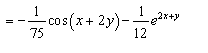 = −1/75 cos(x + 2y) − 1/12 e^{2x+y}